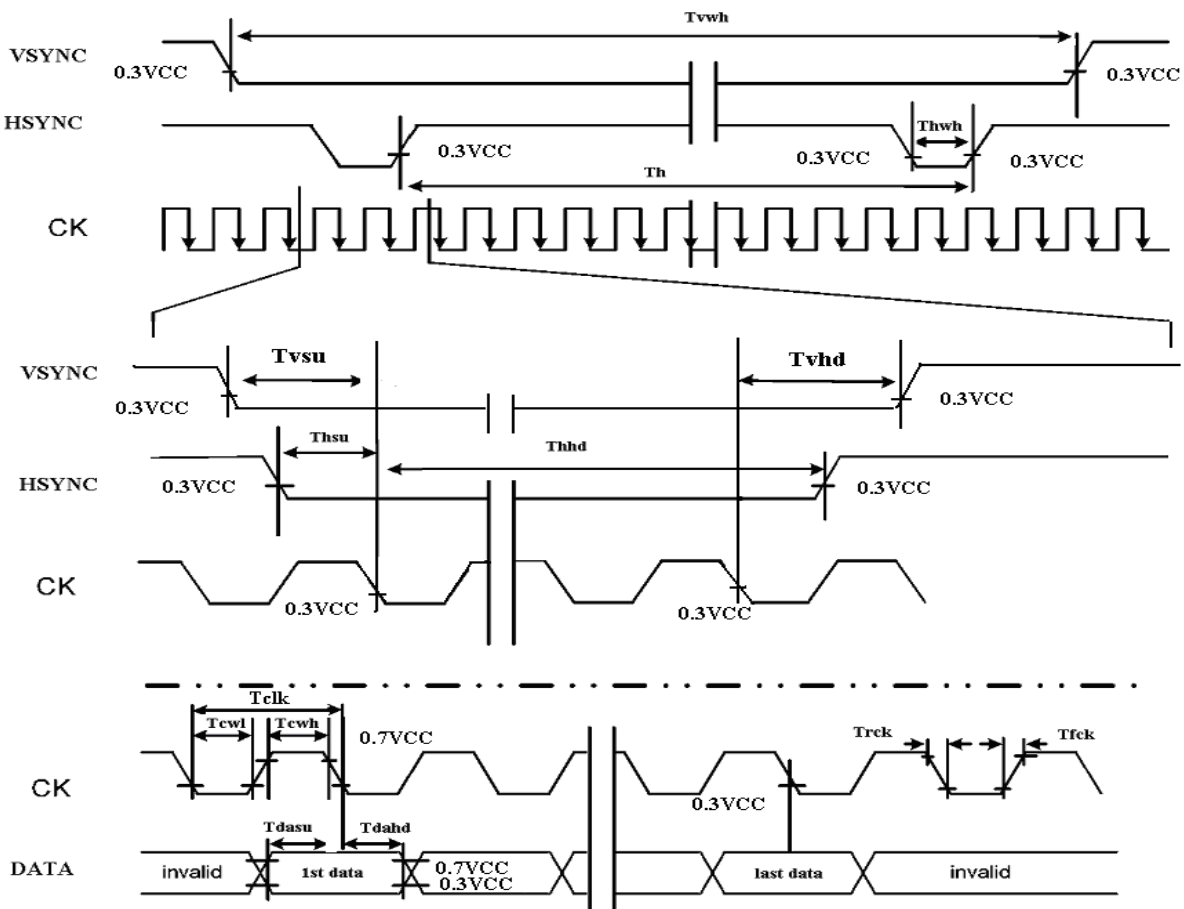 Tvwh
VSYNC
0.3VCC
0.3VCC
HSYNC
Thwh
0.3VCC
0.3VCC
0.3VCC
Th
CK
VSYNC
Tvsu
Tvhd
0.3VCC
0.3VCC
Thsu
Thhd
HSYNC
0.3VCC
0.3VCC
CK
0.3VCC
0.3VCC
Tclk
Tcwl
Tcwh
0.7VCC
Trck
Tfck
CK
0.3VCC
Tdasu
Tdahd
DATA
invalid
1st data
0.7VCC
0.3VCC
last data
invalid